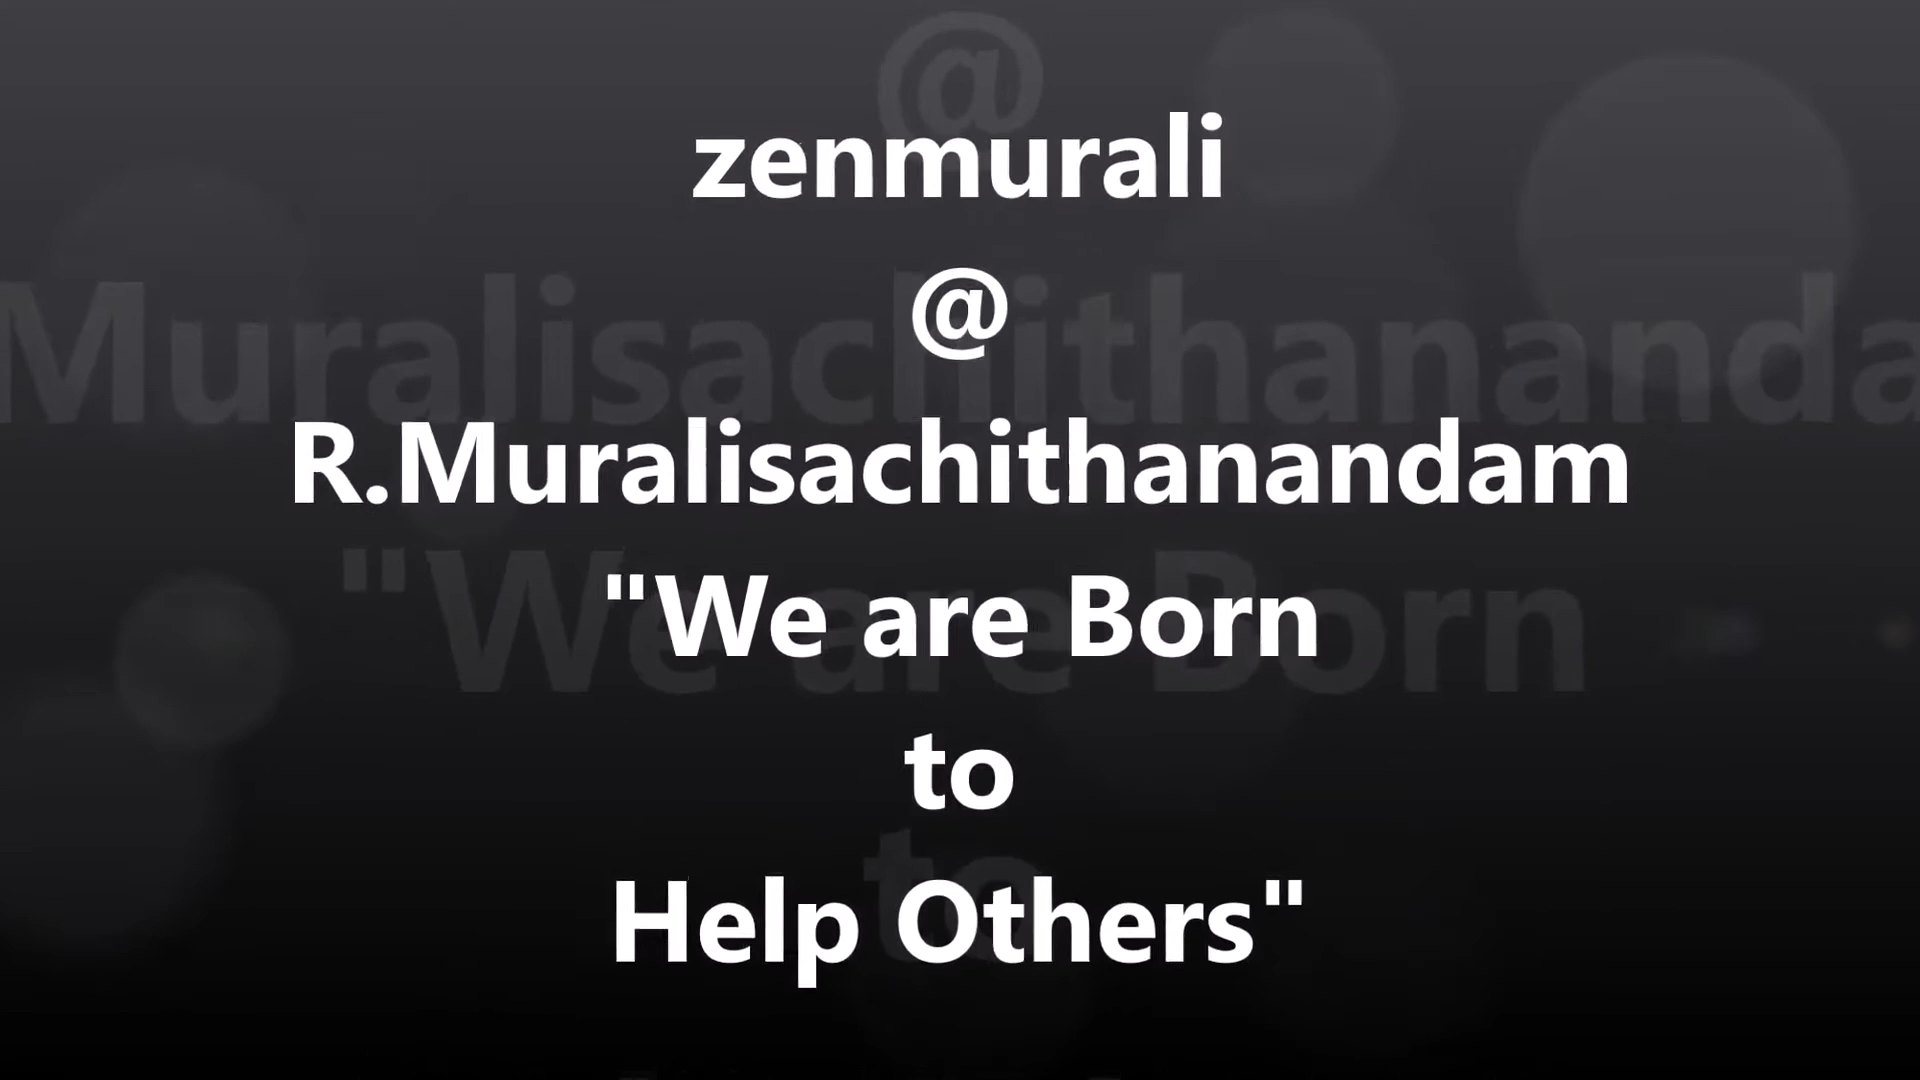 zenmurali
@
R.Muralisachithanandam
"We are Born
to
Help Others"